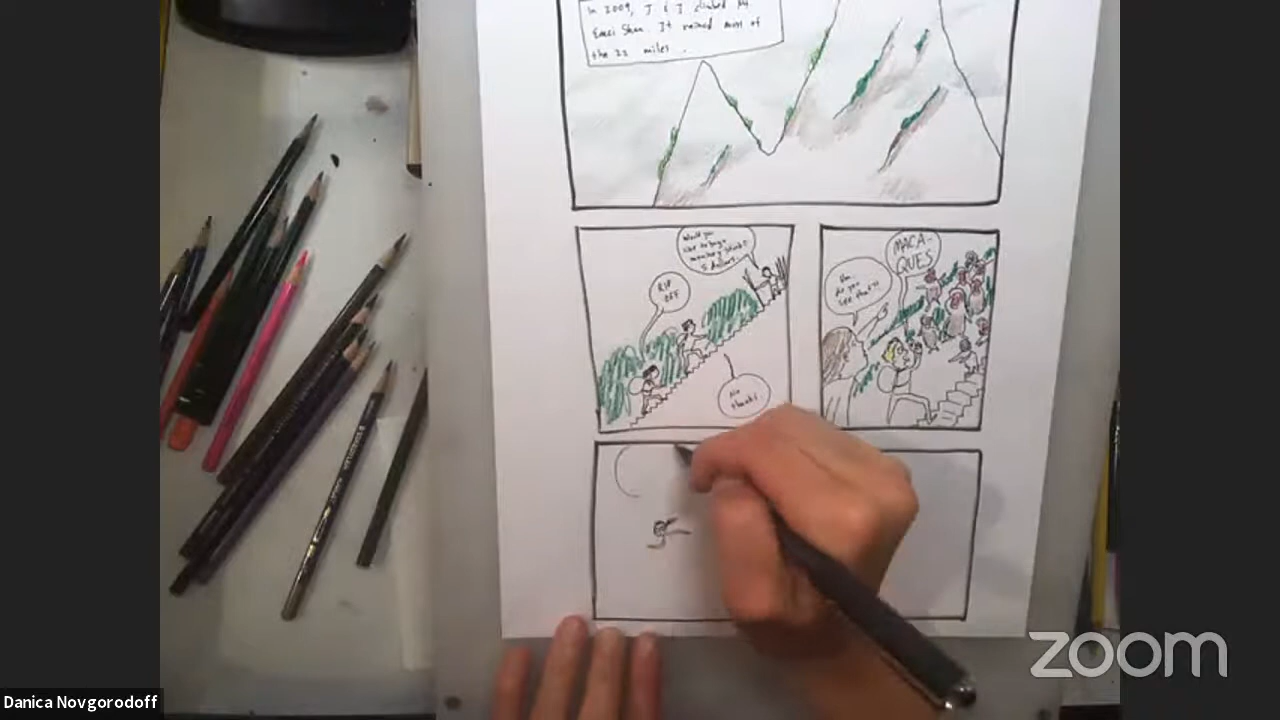 In 2009, J & I climbed Mt
Emei Shan. It rained most of
the 22 miles.
Would you
like to buy a
monkey stick?
5 dollars.
RIP
OFF
No
thanks
MACA-
QUES
Um..
do you
see that?
zoom
Danica Novgorodoff